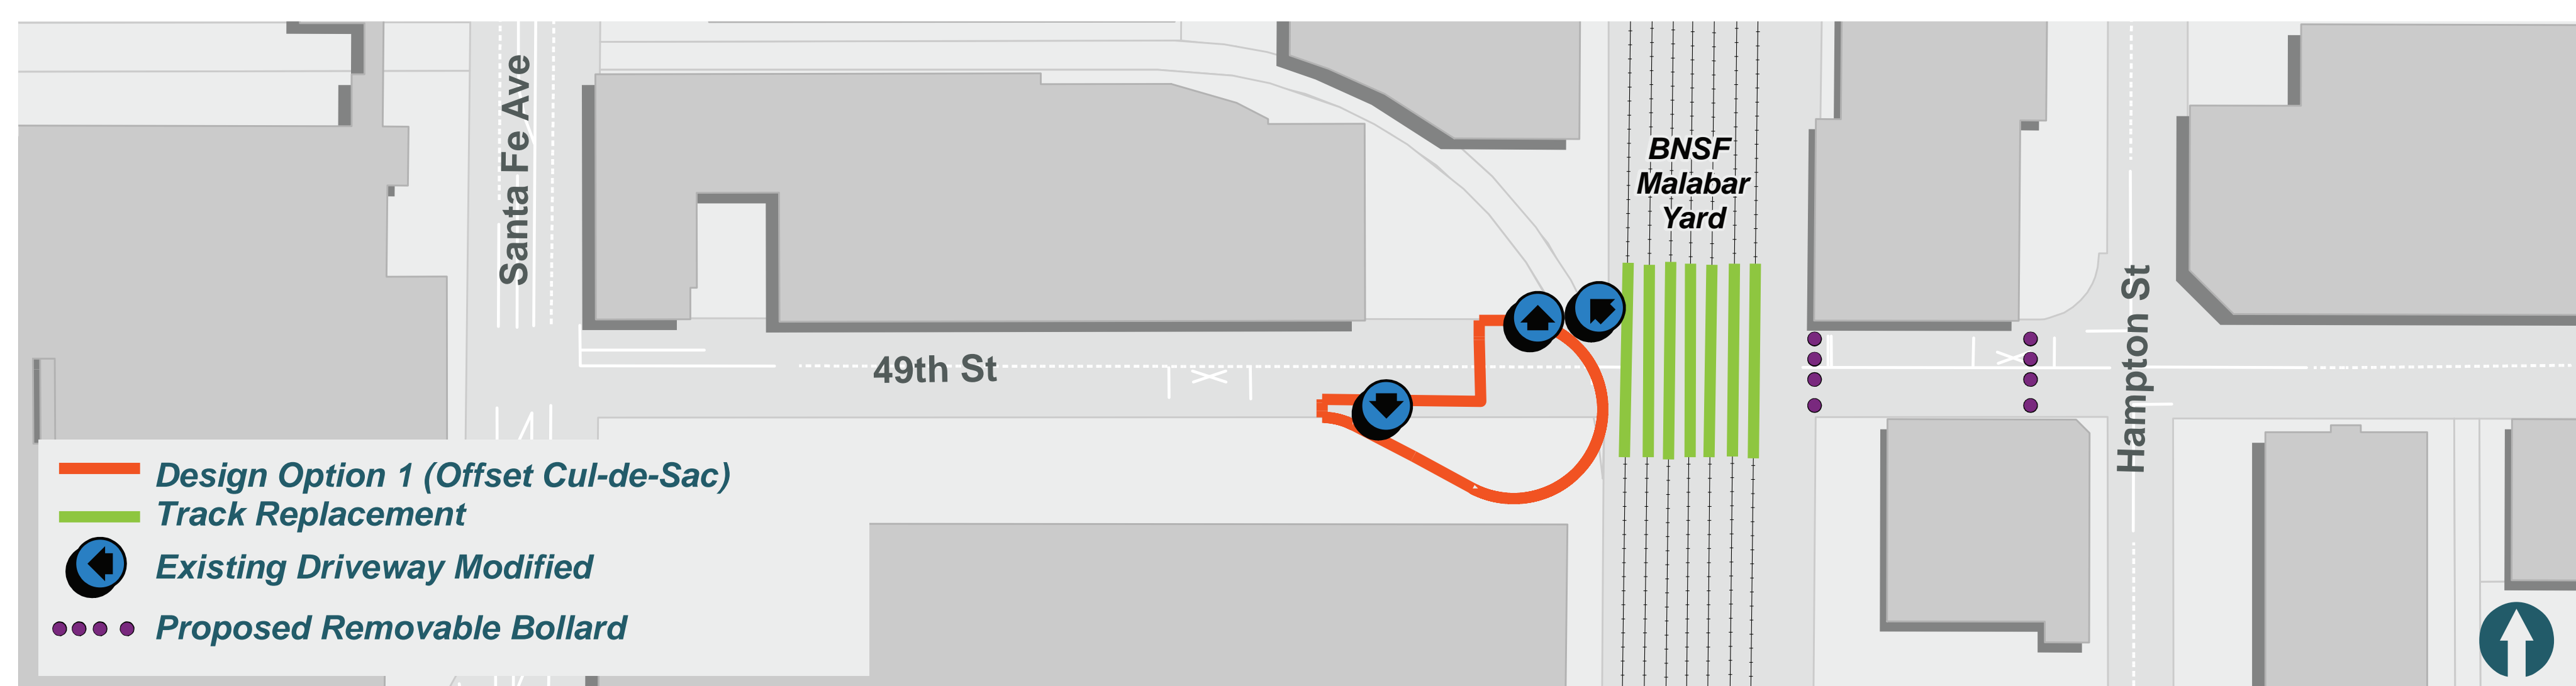 Santa Fe Ave
BNSF
Malabar
Yard
49th St
Hampton St
Design Option 1 (Offset Cul-de-Sac)
Track Replacement
Existing Driveway Modified
Proposed Removable Bollard